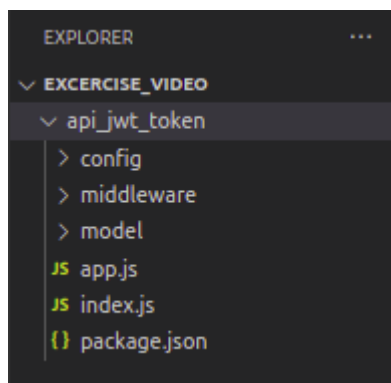 EXPLORER ...
EXCERCISE_VIDEO
api_jwt_token
config
middleware
model
JS app.js
JS index.js
{} package.json